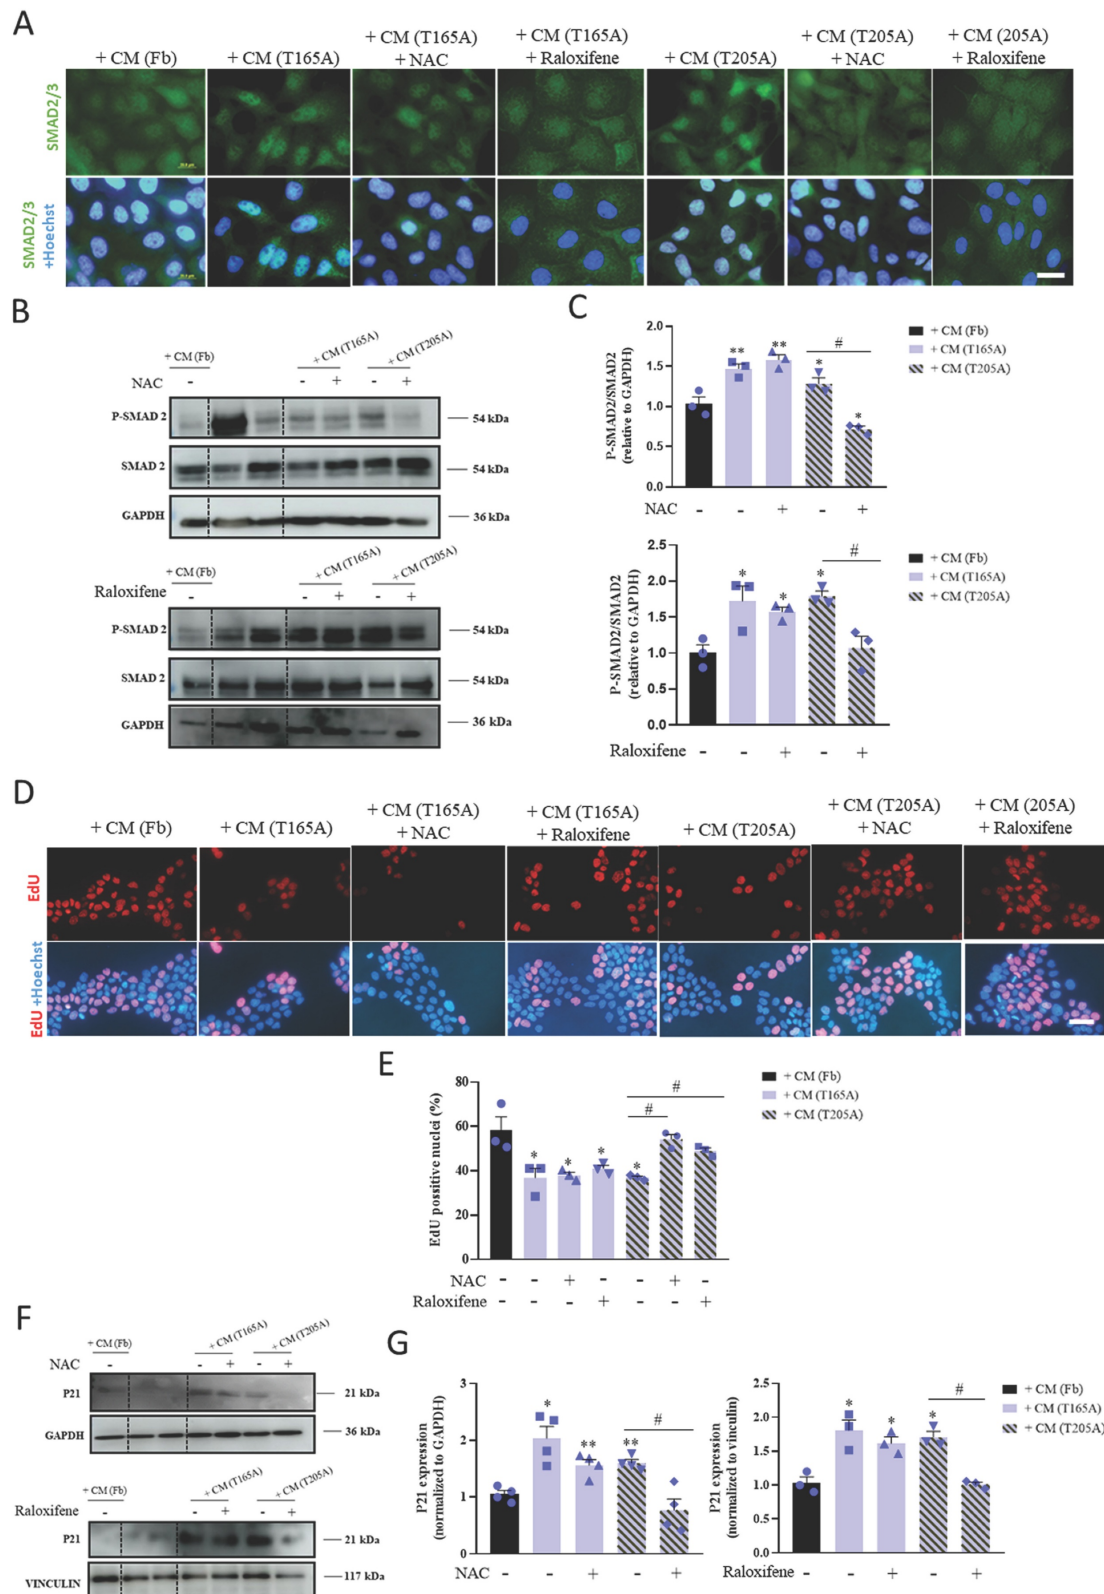 A
+ CM (Fb)
+ CM (T165A)
+ CM (T165A)
+ NAC
+ CM (T165A)
+ Raloxifene
+ CM (T205A)
+ CM (T205A)
+ NAC
+ CM (205A)
+ Raloxifene
SMAD2/3
SMAD2/3
+Hoechst
B
+ CM (Fb)
+ CM (T165A)
+ CM (T205A)
NAC - - + - +
P-SMAD 2
54 kDa
SMAD 2
54 kDa
GAPDH
36 kDa
+ CM (Fb)
+ CM (T165A)
+ CM (T205A)
Raloxifene - - + - +
P-SMAD 2
54 kDa
SMAD 2
54 kDa
GAPDH
36 kDa
C
P-SMAD2/SMAD2
(relative to GAPDH)
2.0
1.5
1.0
0.5
0.0
** ** * # *
NAC - - + - +
+ CM (Fb)
+ CM (T165A)
+ CM (T205A)
P-SMAD2/SMAD2
(relative to GAPDH)
2.5
2.0
1.5
1.0
0.5
0.0
* * * #
Raloxifene - - + - +
+ CM (Fb)
+ CM (T165A)
+ CM (T205A)
D
+ CM (Fb)
+ CM (T165A)
+ CM (T165A)
+ NAC
+ CM (T165A)
+ Raloxifene
+ CM (T205A)
+ CM (T205A)
+ NAC
+ CM (205A)
+ Raloxifene
EdU
EdU +Hoechst
E
EdU possitive nuclei (%)
80
60
40
20
0
* * * * # #
NAC - - + - - + -
Raloxifene - - - + - - +
+ CM (Fb)
+ CM (T165A)
+ CM (T205A)
F
+ CM (Fb)
+ CM (T165A)
+ CM (T205A)
NAC - - + - +
P21
21 kDa
GAPDH
36 kDa
+ CM (Fb)
+ CM (T165A)
+ CM (T205A)
Raloxifene - - + - +
P21
21 kDa
VINCULIN
117 kDa
G
P21 expression
(normalized to GAPDH)
3
2
1
0
* ** ** #
NAC - - + - +
P21 expression
(normalized to vinculin)
2.5
2.0
1.5
1.0
0.5
0.0
* * * #
Raloxifene - - + - +
+ CM (Fb)
+ CM (T165A)
+ CM (T205A)